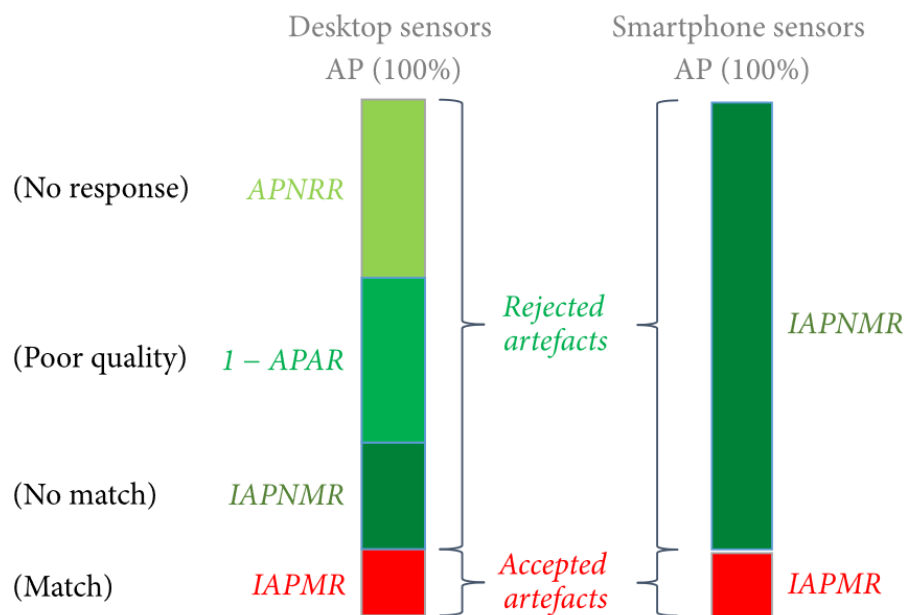 Desktop sensors
AP (100%)
Smartphone sensors
AP (100%)
(No response)
APNRR
(Poor quality)
1 – APAR
(No match)
IAPNMR
(Match)
IAPMR
Rejected
artefacts
Accepted
artefacts
IAPNMR
IAPMR